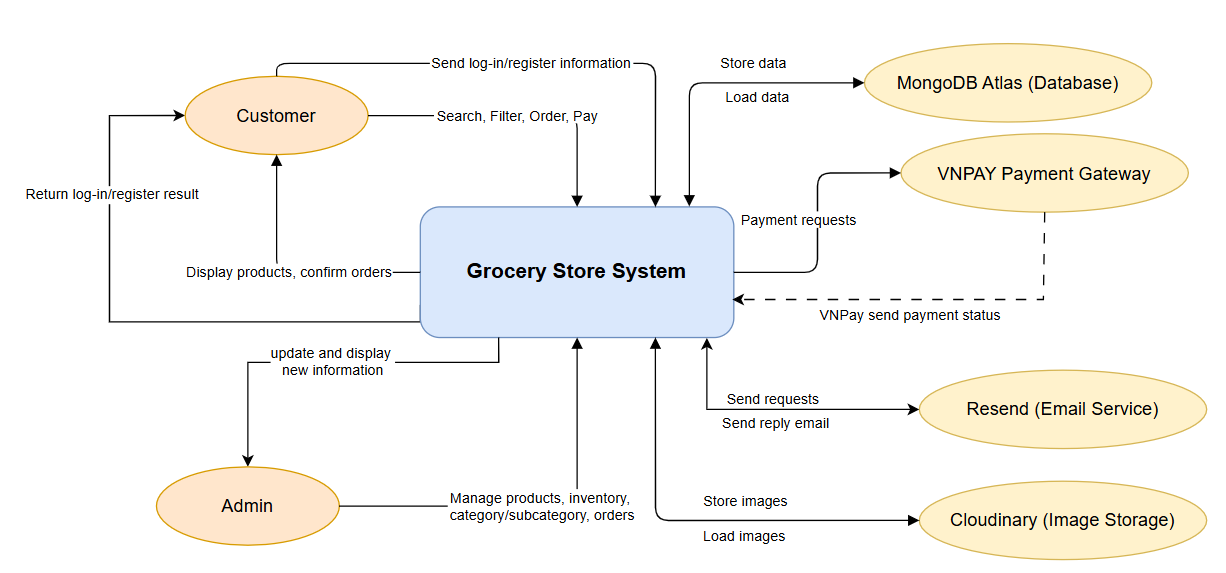 Send log-in/register information
Store data
MongoDB Atlas (Database)
Load data
Customer
Search, Filter, Order, Pay
VNPAY Payment Gateway
Return log-in/register result
Payment requests
Display products, confirm orders
Grocery Store System
VNPay send payment status
update and display
new information
Send requests
Resend (Email Service)
Send reply email
Admin
Manage products, inventory,
category/subcategory, orders
Store images
Cloudinary (Image Storage)
Load images